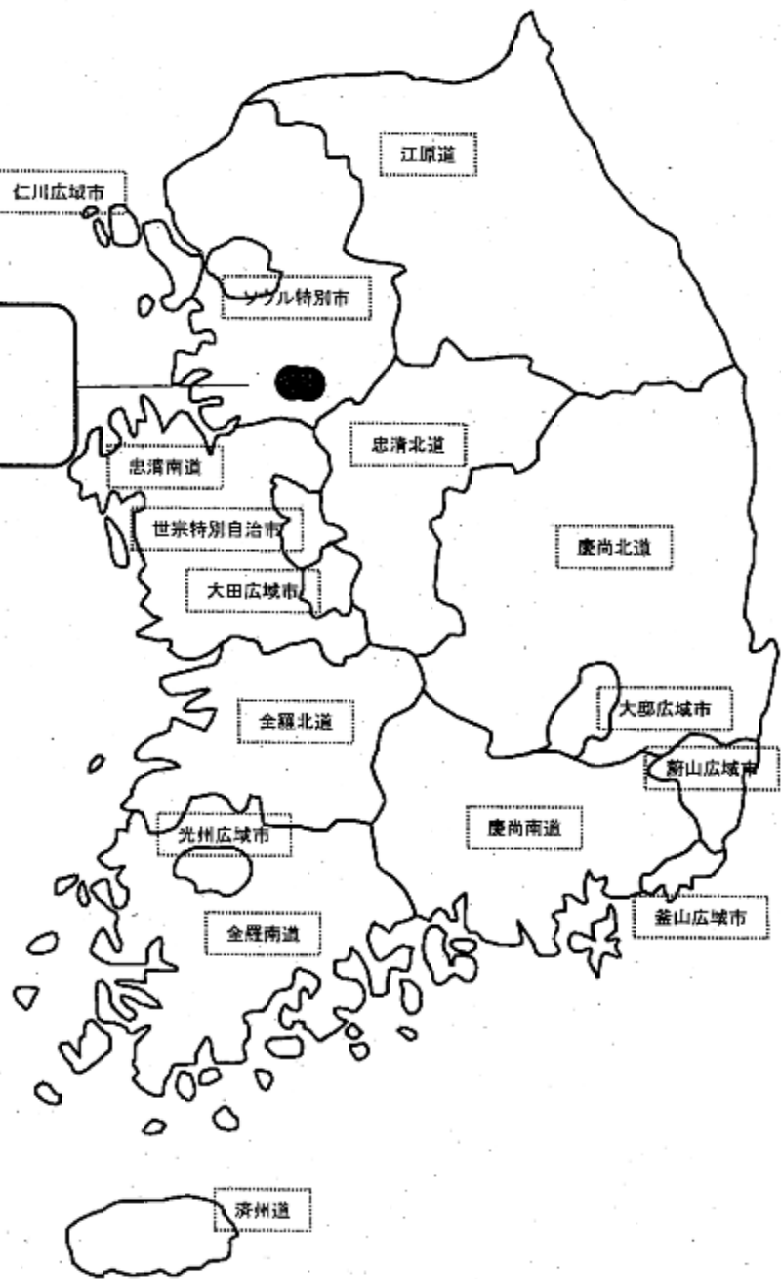 江原道
仁川広域市
ソウル特別市
忠清北道
忠清南道
世宗特別自治市
慶尚北道
大田広域市
大邱広域市
全羅北道
蔚山広域市
慶尚南道
光州広域市
釜山広域市
全羅南道
済州道